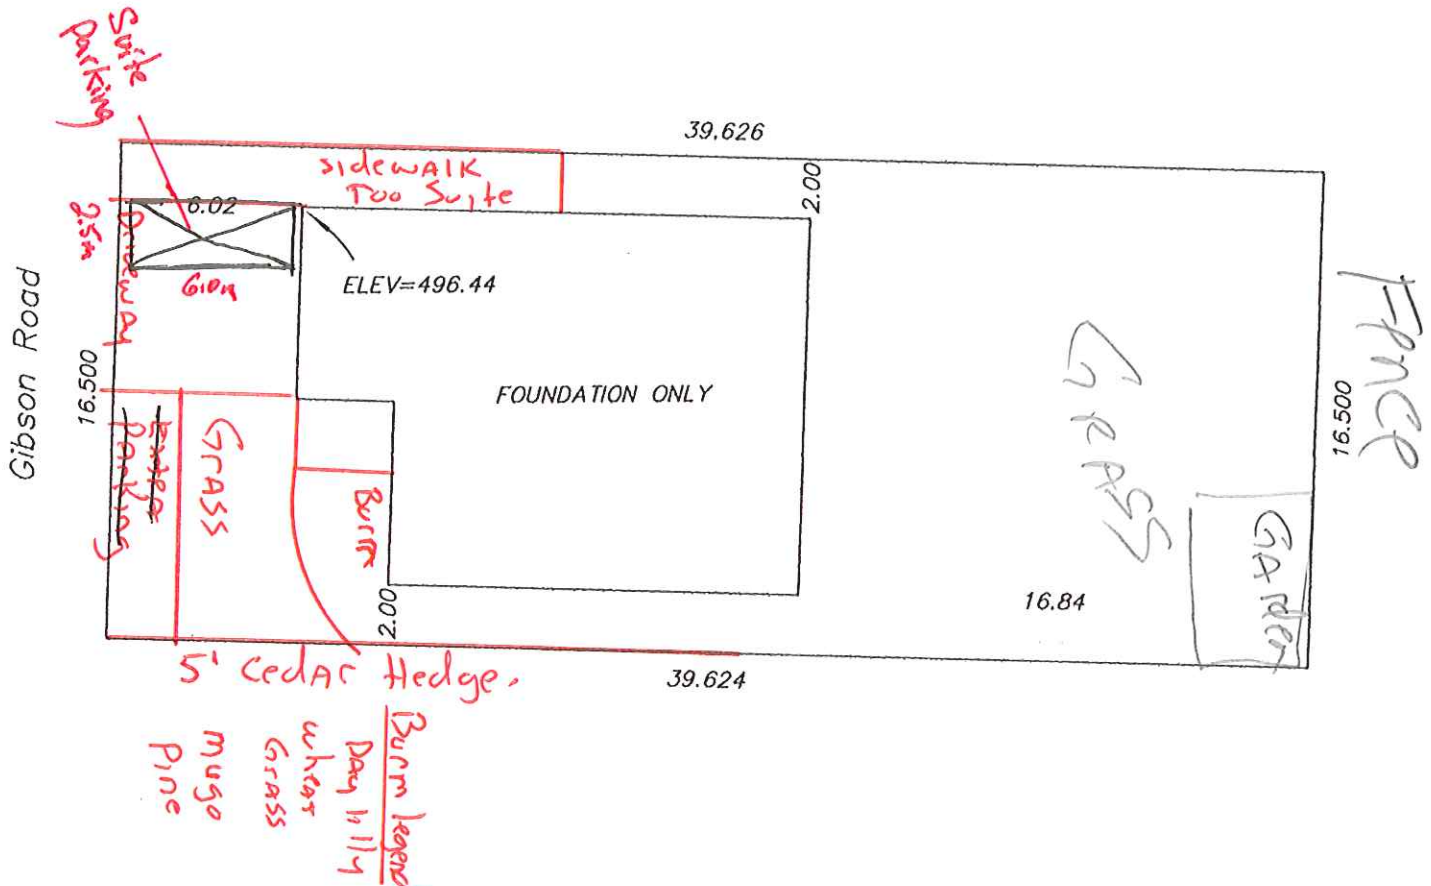 Suite
parking
39.626
sidewALK
Too Suite
2.00
6.02
2.5m
DrivewAy
ELEV=496.44
Gibson Road
16.500
FOUNDATION ONLY
GRASS
FENCE
16.500
Extra
Parking
GrASS
Burm
GArden
2.00
16.84
5' CedAr Hedge.
39.624
Burm legend
Day lilly
wheat
GrASS
mugo
Pine